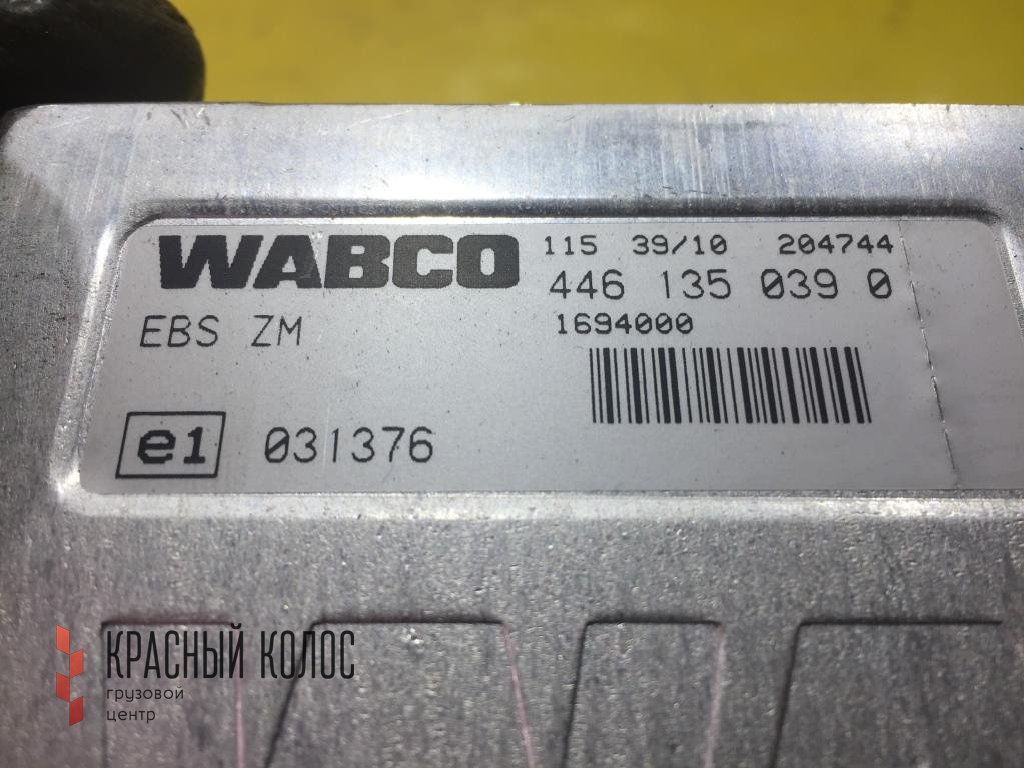 WABCO 115 39/10 204744
446 135 039 0
EBS ZM 1694000
e1 031376
КРАСНЫЙ КОЛОС
грузовой
центр